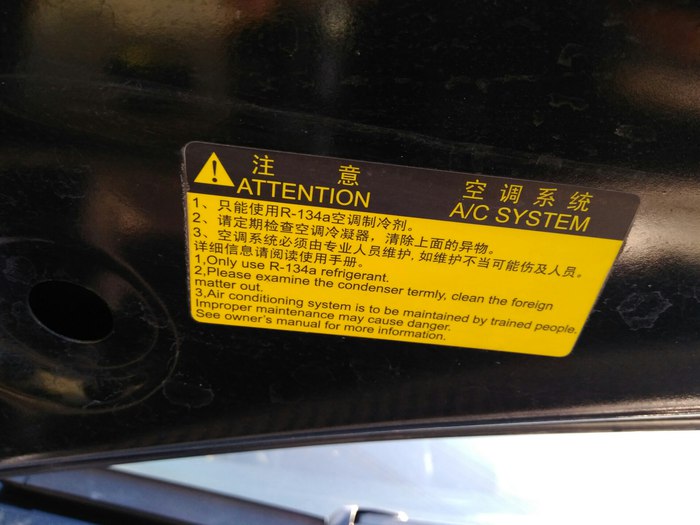 注 意 空 调 系 统
ATTENTION A/C SYSTEM
1、只能使用R-134a空调制冷剂。
2、请定期检查空调冷凝器，清除上面的异物。
3、空调系统必须由专业人员维护,如维护不当可能伤及人员。
详细信息请阅读使用手册。
1,Only use R-134a refrigerant.
2,Please examine the condenser termly, clean the foreign
matter out.
3,Air conditioning system is to be maintained by trained people.
Improper maintenance may cause danger.
See owner's manual for more information.